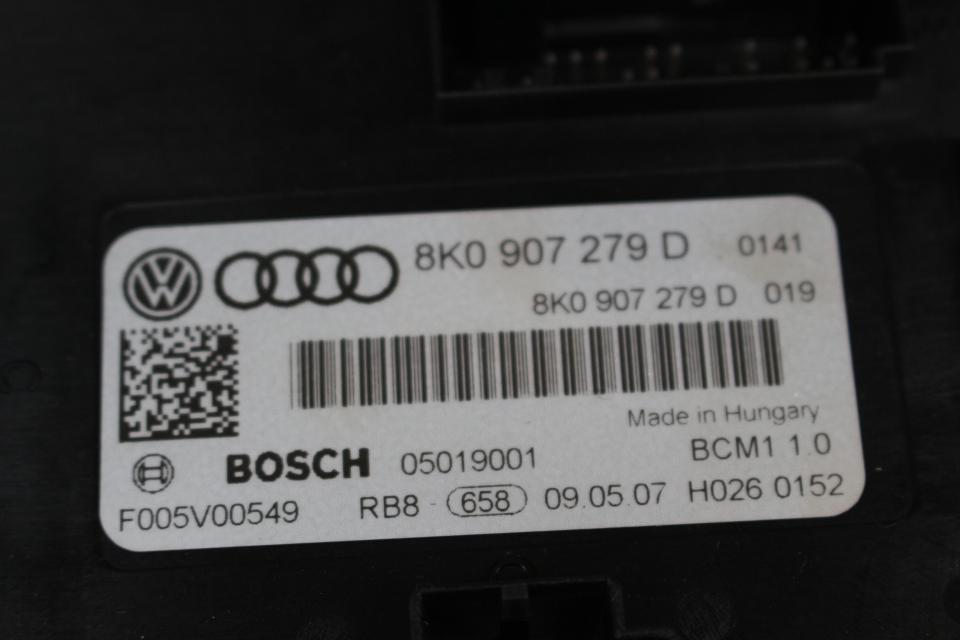 8K0 907 279 D 0141
8K0 907 279 D 019
Made in Hungary
BOSCH 05019001 BCM1 1.0
F005V00549 RB8 - 658 09.05.07 H026 0152